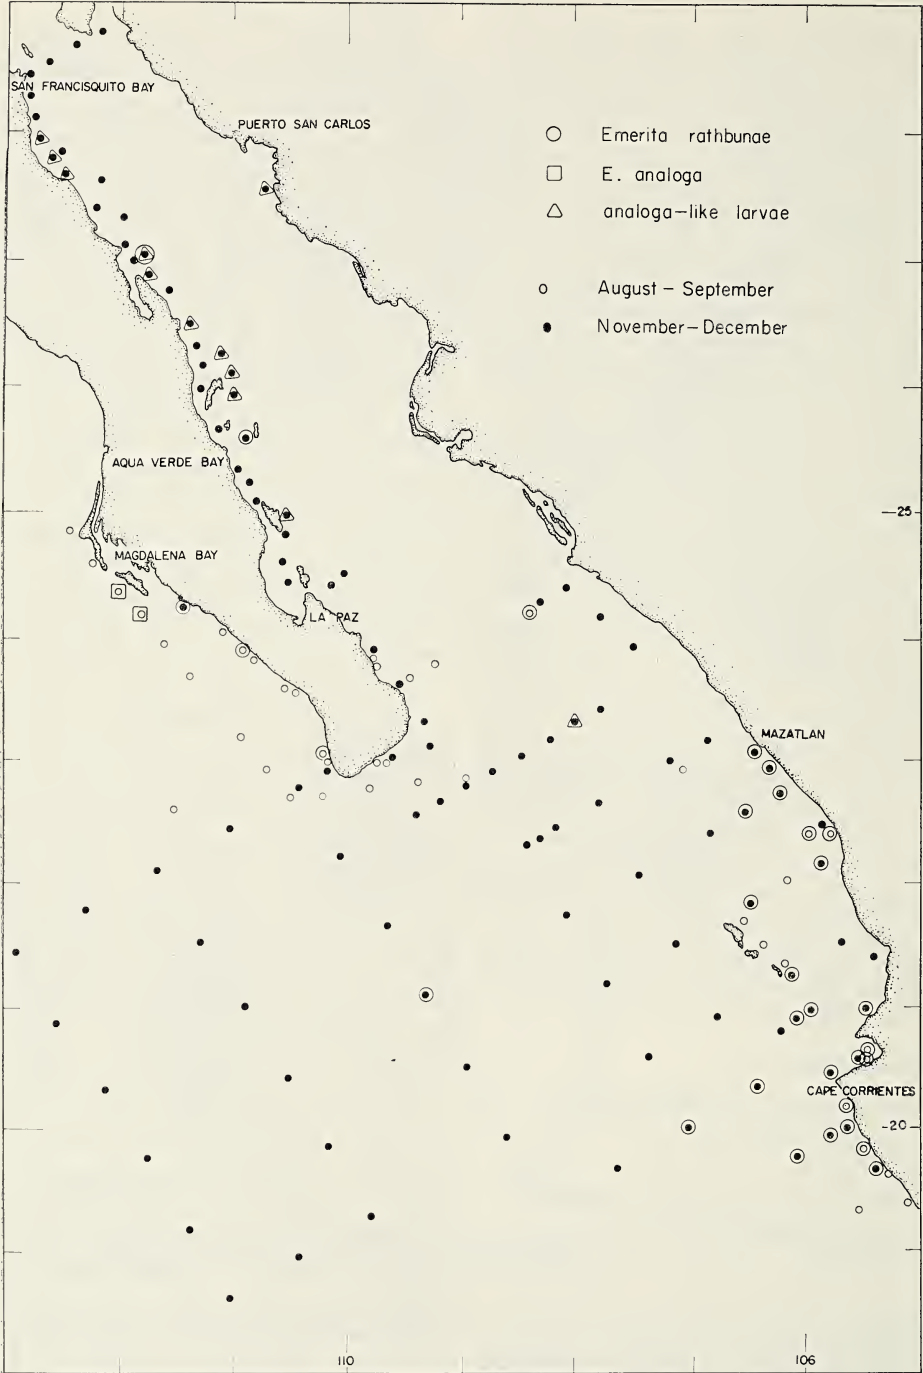 SAN FRANCISQUITO BAY
PUERTO SAN CARLOS
Emerita rathbunae
E. analoga
analoga-like larvae
August - September
November - December
AQUA VERDE BAY
25
MAGDALENA BAY
LA PAZ
MAZATLAN
CAPE CORRIENTES
20
110
106